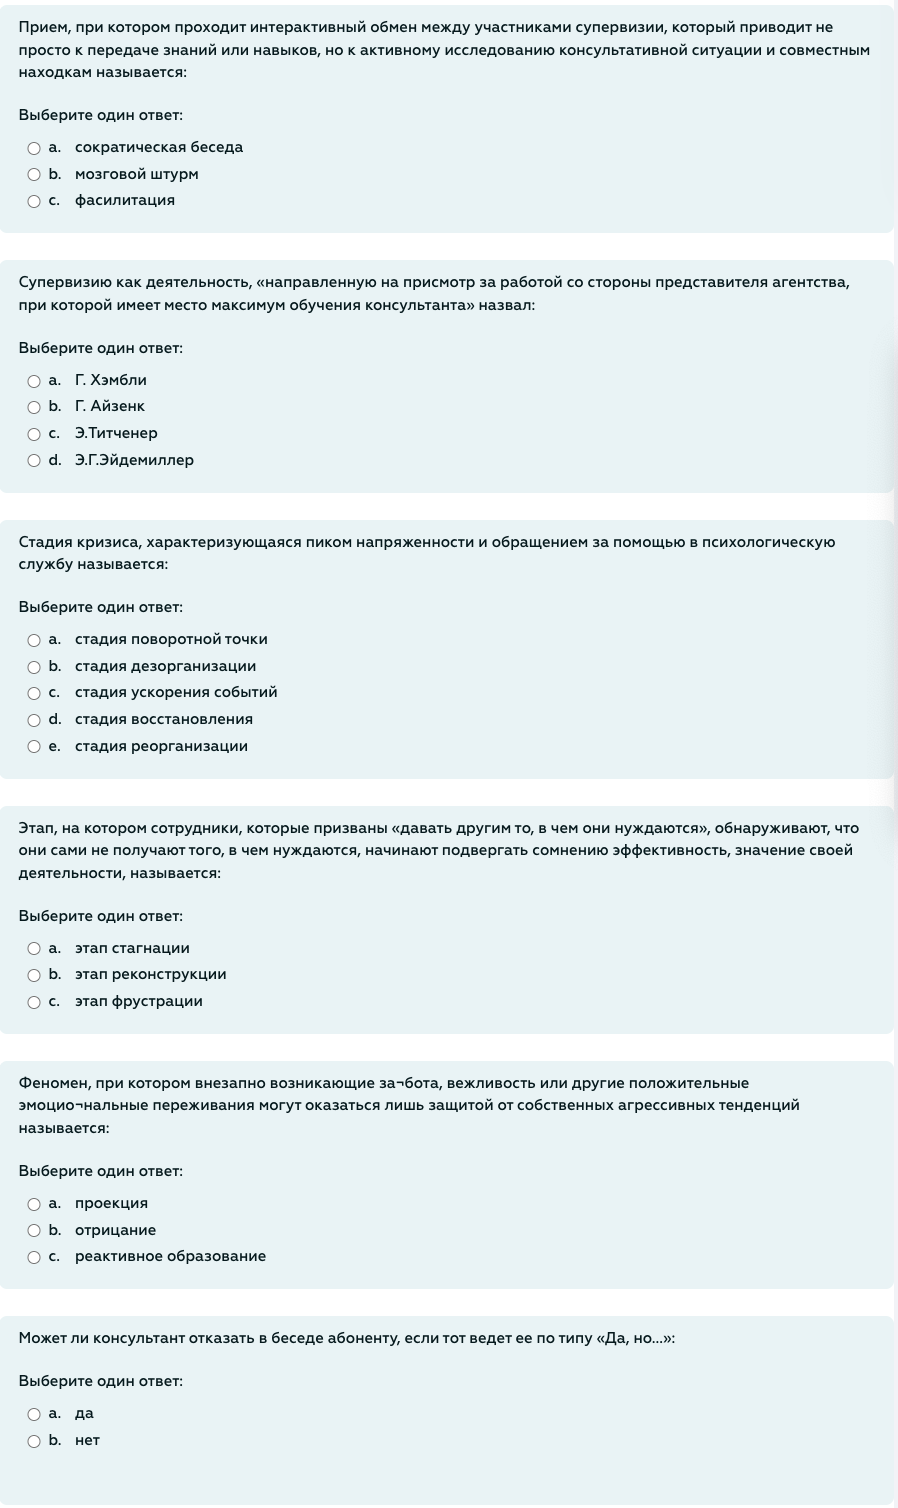 Прием, при котором проходит интерактивный обмен между участниками супервизии, который приводит не
просто к передаче знаний или навыков, но к активному исследованию консультативной ситуации и совместным
находкам называется:
Выберите один ответ:
a. сократическая беседа
b. мозговой штурм
c. фасилитация
Супервизию как деятельность, «направленную на присмотр за работой со стороны представителя агентства,
при которой имеет место максимум обучения консультанта» назвал:
Выберите один ответ:
a. Г. Хэмбли
b. Г. Айзенк
c. Э.Титченер
d. Э.Г.Эйдемиллер
Стадия кризиса, характеризующаяся пиком напряженности и обращением за помощью в психологическую
службу называется:
Выберите один ответ:
a. стадия поворотной точки
b. стадия дезорганизации
c. стадия ускорения событий
d. стадия восстановления
e. стадия реорганизации
Этап, на котором сотрудники, которые призваны «давать другим то, в чем они нуждаются», обнаруживают, что
они сами не получают того, в чем нуждаются, начинают подвергать сомнению эффективность, значение своей
деятельности, называется:
Выберите один ответ:
a. этап стагнации
b. этап реконструкции
c. этап фрустрации
Феномен, при котором внезапно возникающие за¬бота, вежливость или другие положительные
эмоцио¬нальные переживания могут оказаться лишь защитой от собственных агрессивных тенденций
называется:
Выберите один ответ:
a. проекция
b. отрицание
c. реактивное образование
Может ли консультант отказать в беседе абоненту, если тот ведет ее по типу «Да, но...»:
Выберите один ответ:
a. да
b. нет